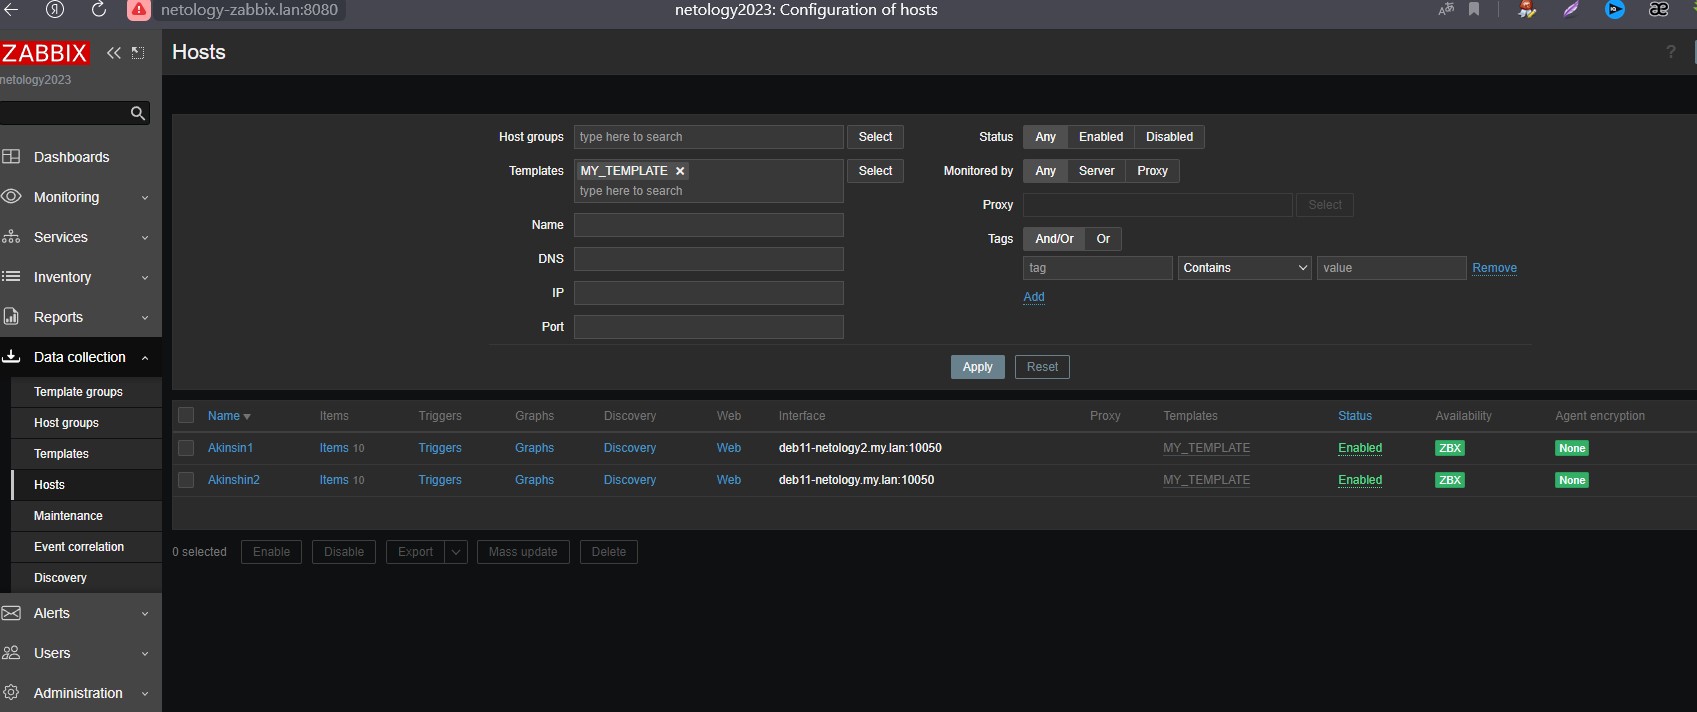 netology-zabbix.lan:8080
netology2023: Configuration of hosts
ZABBIX
netology2023
Hosts
?
Dashboards
Monitoring
Services
Inventory
Reports
Data collection
Template groups
Host groups
Templates
Hosts
Maintenance
Event correlation
Discovery
Alerts
Users
Administration
Host groups type here to search Select
Templates MY_TEMPLATE × Select
type here to search
Name
DNS
IP
Port
Status Any Enabled Disabled
Monitored by Any Server Proxy
Proxy Select
Tags And/Or Or
tag Contains value Remove
Add
Apply Reset
Name Items Triggers Graphs Discovery Web Interface Proxy Templates Status Availability Agent encryption
Akinsin1 Items 10 Triggers Graphs Discovery Web deb11-netology2.my.lan:10050 MY_TEMPLATE Enabled ZBX None
Akinshin2 Items 10 Triggers Graphs Discovery Web deb11-netology.my.lan:10050 MY_TEMPLATE Enabled ZBX None
0 selected Enable Disable Export Mass update Delete